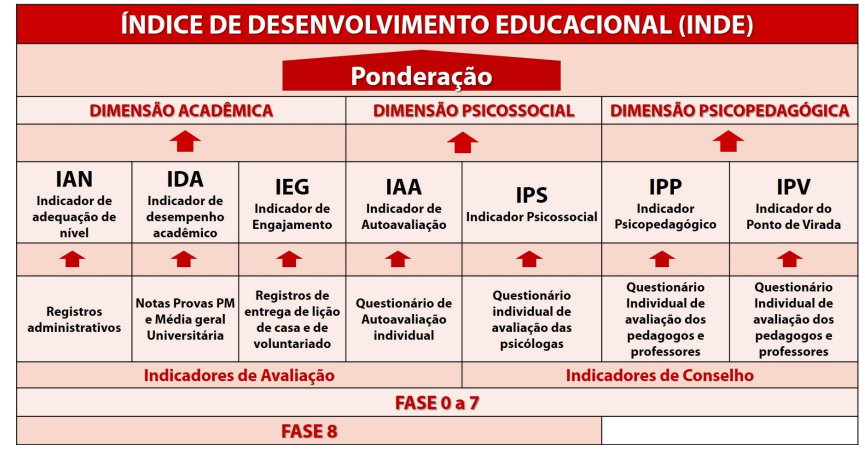 ÍNDICE DE DESENVOLVIMENTO EDUCACIONAL (INDE)
Ponderação
DIMENSÃO ACADÊMICA
DIMENSÃO PSICOSSOCIAL
DIMENSÃO PSICOPEDAGÓGICA
IAN
Indicador de
adequação de
nível
IDA
Indicador de
desempenho
acadêmico
IEG
Indicador de
Engajamento
IAA
Indicador de
Autoavaliação
IPS
Indicador Psicossocial
IPP
Indicador
Psicopedagógico
IPV
Indicador do
Ponto de Virada
Registros
administrativos
Notas Provas PM
e Média geral
Universitária
Registros de
entrega de lição
de casa e de
voluntariado
Questionário de
Autoavaliação
individual
Questionário
individual de
avaliação das
psicólogas
Questionário
Individual de
avaliação dos
pedagogos e
professores
Questionário
Individual de
avaliação dos
pedagogos e
professores
Indicadores de Avaliação
Indicadores de Conselho
FASE 0 a 7
FASE 8